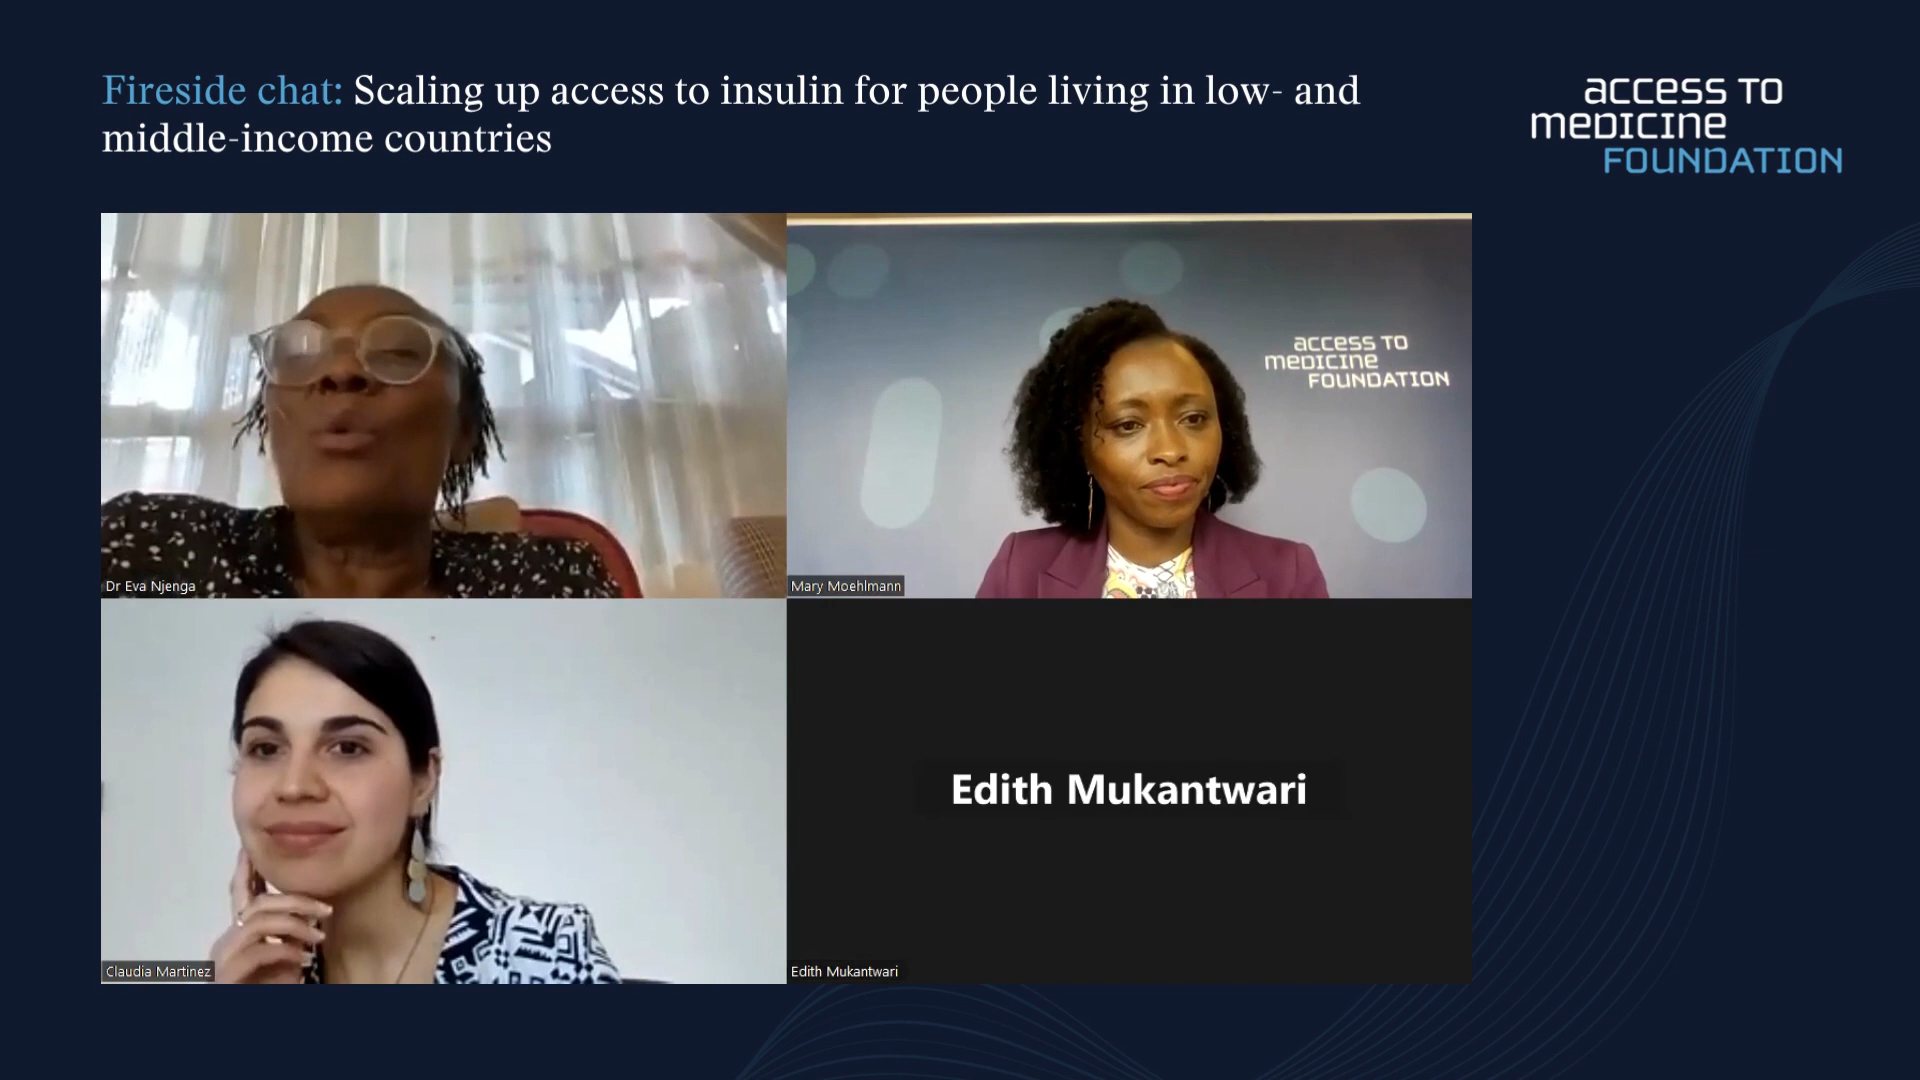 Fireside chat: Scaling up access to insulin for people living in low- and
middle-income countries
access to
medicine
FOUNDATION
Dr Eva Njenga
access to
medicine
FOUNDATION
Mary Moehlmann
Claudia Martinez
Edith Mukantwari
Edith Mukantwari